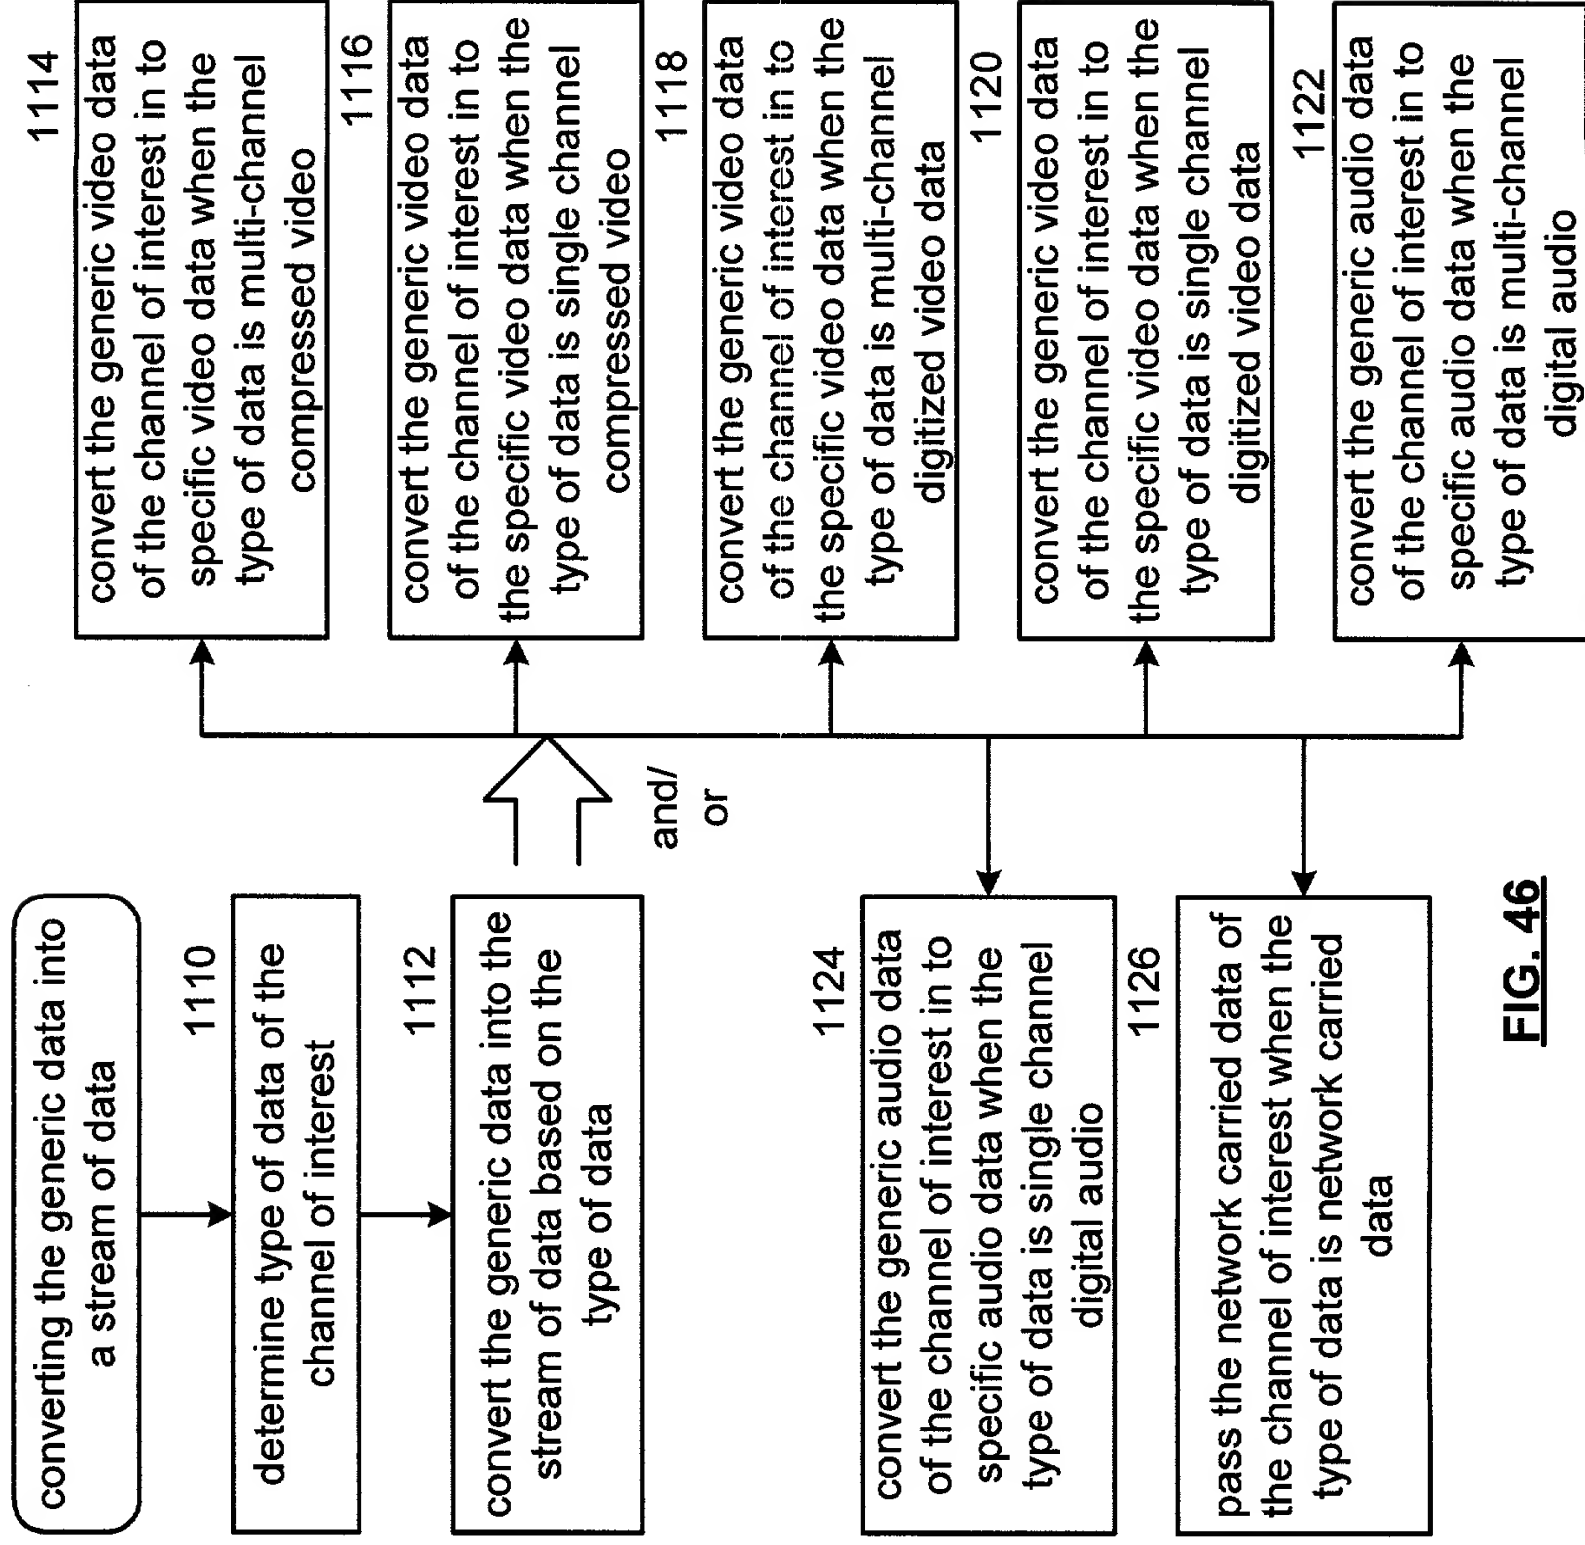 converting the generic data into
a stream of data
1110
determine type of data of the
channel of interest
1112
convert the generic data into the
stream of data based on the
type of data
and/
or
1114
convert the generic video data
of the channel of interest in to
specific video data when the
type of data is multi-channel
compressed video
1116
convert the generic video data
of the channel of interest in to
the specific video data when the
type of data is single channel
compressed video
1118
convert the generic video data
of the channel of interest in to
the specific video data when the
type of data is multi-channel
digitized video data
1120
convert the generic video data
of the channel of interest in to
the specific video data when the
type of data is single channel
digitized video data
1122
convert the generic audio data
of the channel of interest in to
specific audio data when the
type of data is multi-channel
digital audio
1124
convert the generic audio data
of the channel of interest in to
specific audio data when the
type of data is single channel
digital audio
1126
pass the network carried data of
the channel of interest when the
type of data is network carried
data
FIG. 46